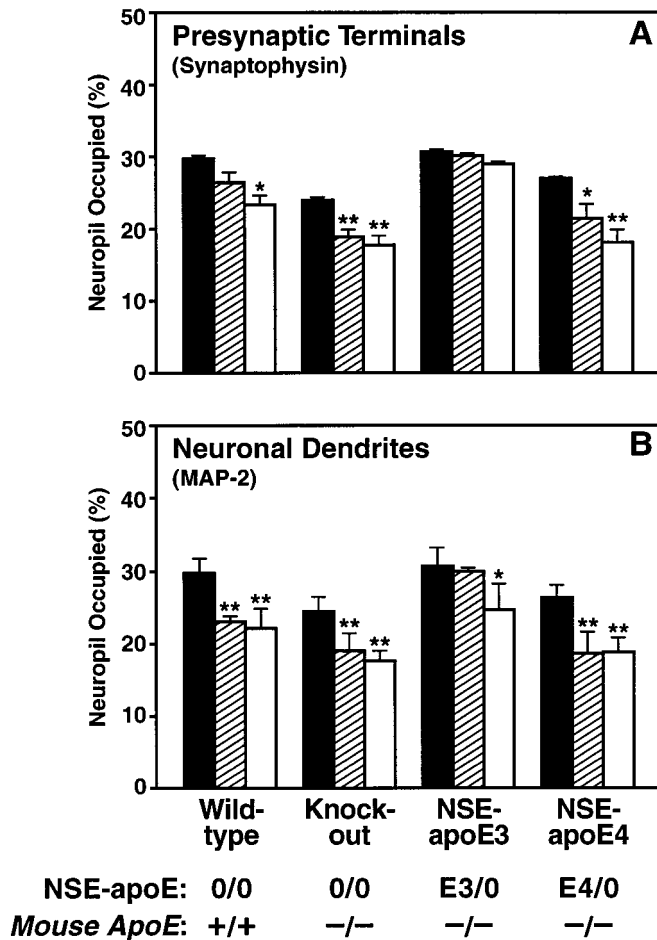 Presynaptic Terminals A
(Synaptophysin)
Neuropil Occupied (%)
50
40
30
20
10
0
*
** **
*
**
Neuronal Dendrites B
(MAP-2)
Neuropil Occupied (%)
50
40
30
20
10
0
** **
** **
*
** **
Wild-type
Knock-out
NSE-apoE3
NSE-apoE4
NSE-apoE: 0/0 0/0 E3/0 E4/0
Mouse ApoE: +/+ –/– –/– –/–